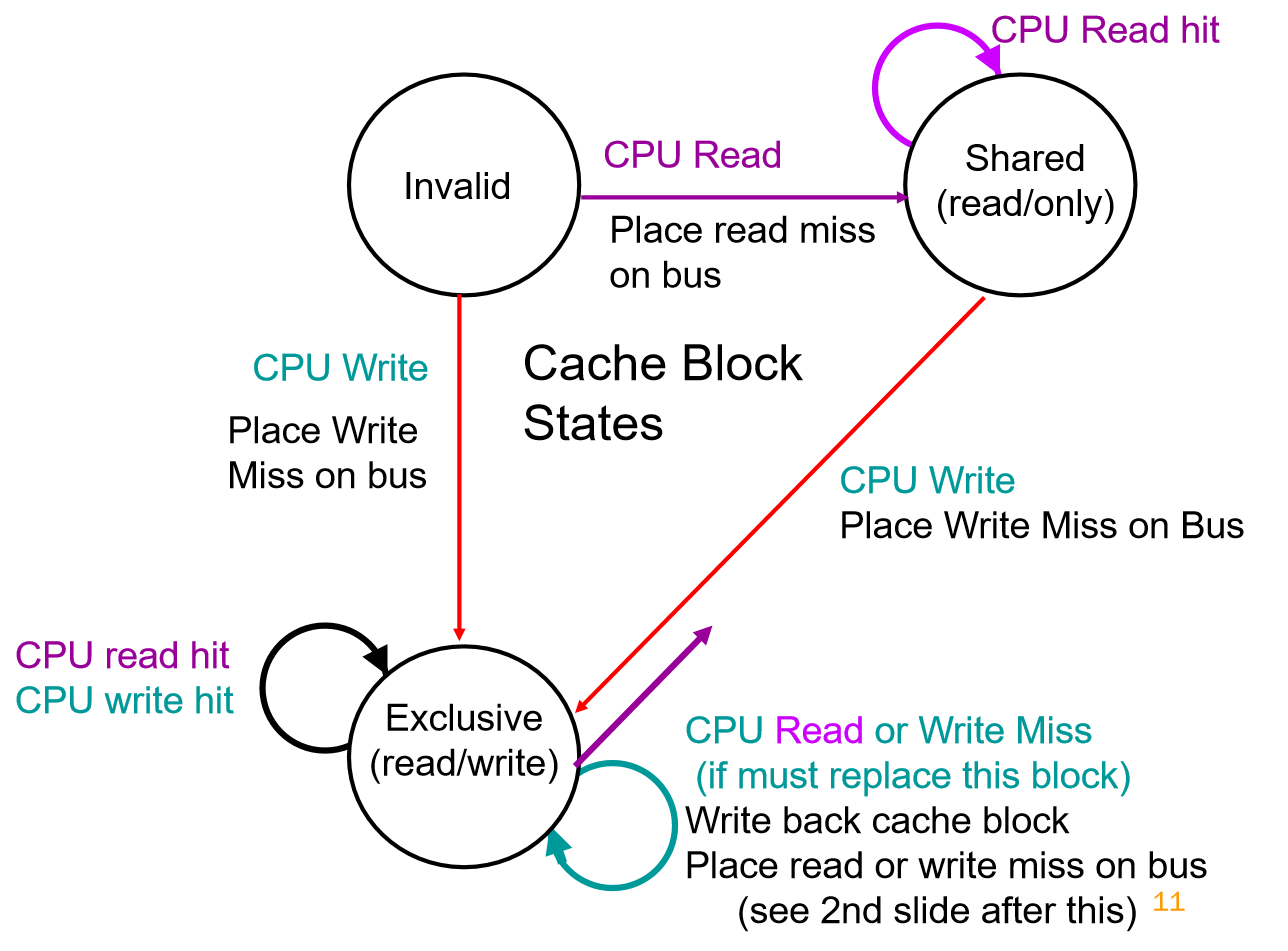 CPU Read hit
Invalid
CPU Read
Place read miss
on bus
Shared
(read/only)
CPU Write
Place Write
Miss on bus
Cache Block
States
CPU Write
Place Write Miss on Bus
CPU read hit
CPU write hit
Exclusive
(read/write)
CPU Read or Write Miss
(if must replace this block)
Write back cache block
Place read or write miss on bus
(see 2nd slide after this)
11